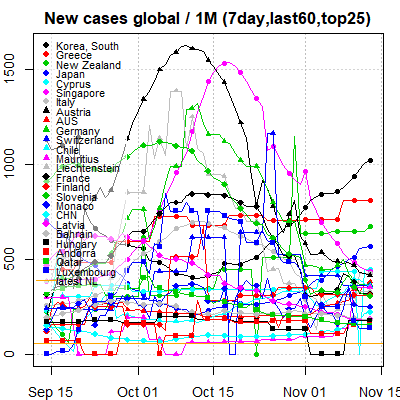 New cases global / 1M (7day,last60,top25)
Korea, South
Greece
New Zealand
Japan
Cyprus
Singapore
Italy
Austria
AUS
Germany
Switzerland
Chile
Mauritius
Liechtenstein
France
Finland
Slovenia
Monaco
CHN
Latvia
Bahrain
Hungary
Andorra
Qatar
Luxembourg
latest NL
0
500
1000
1500
Sep 15
Oct 01
Oct 15
Nov 01
Nov 15